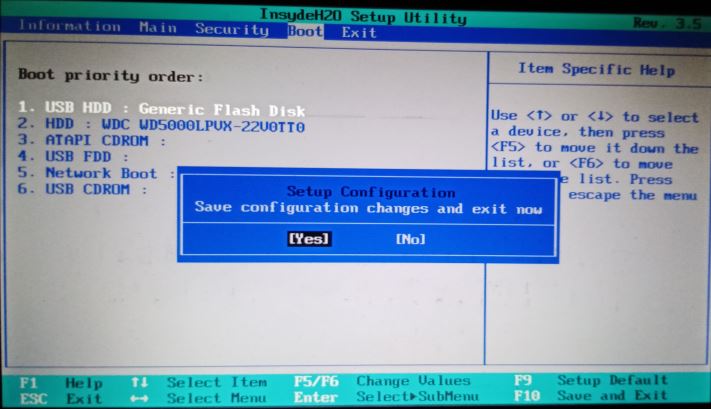 InsydeH20 Setup Utility
Rev. 3.5
Information Main Security Boot Exit
Boot priority order:
1. USB HDD : Generic Flash Disk
2. HDD : WDC WD5000LPVX-22V0TT0
3. ATAPI CDROM :
4. USB FDD :
5. Network Boot :
6. USB CDROM :
Setup Configuration
Save configuration changes and exit now
[Yes] [No]
Item Specific Help
Use <↑> or <↓> to select
a device, then press
<F5> to move it down the
list, or <F6> to move
e list. Press
escape the menu
F1 Help ↑↓ Select Item F5/F6 Change Values F9 Setup Default
ESC Exit ↔ Select Menu Enter Select▶SubMenu F10 Save and Exit